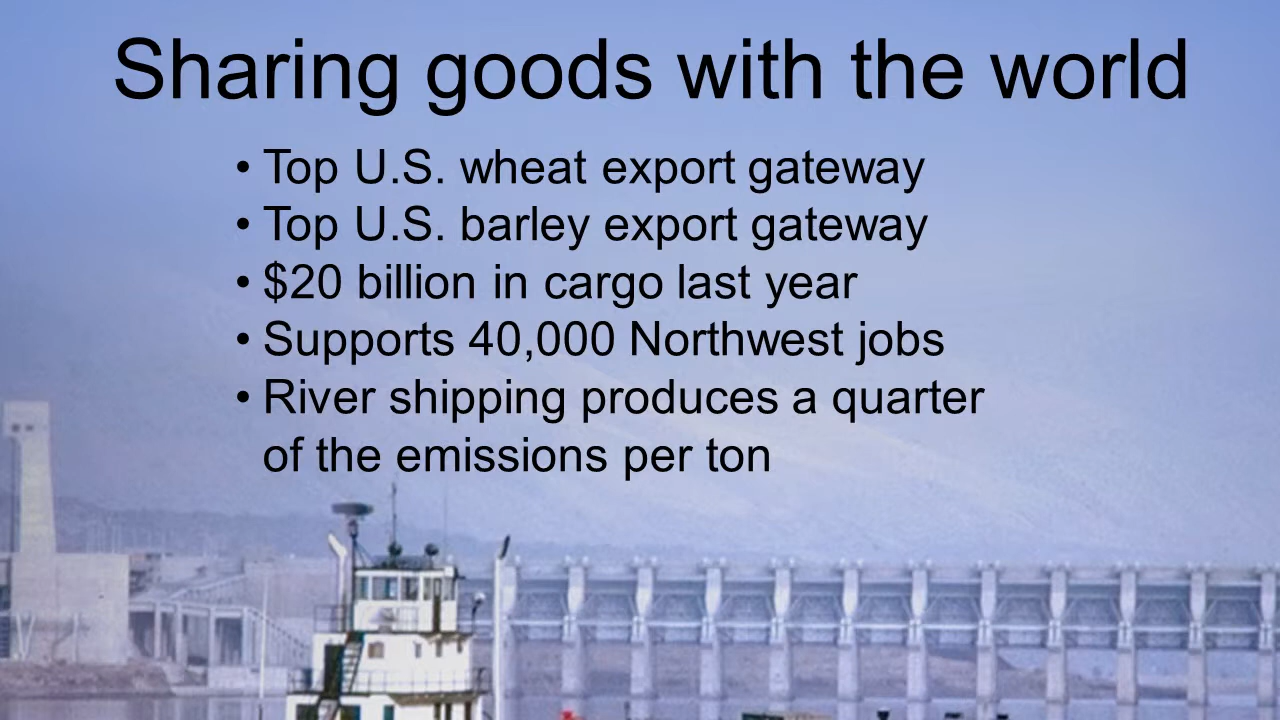 Sharing goods with the world
• Top U.S. wheat export gateway
• Top U.S. barley export gateway
• $20 billion in cargo last year
• Supports 40,000 Northwest jobs
• River shipping produces a quarter
of the emissions per ton